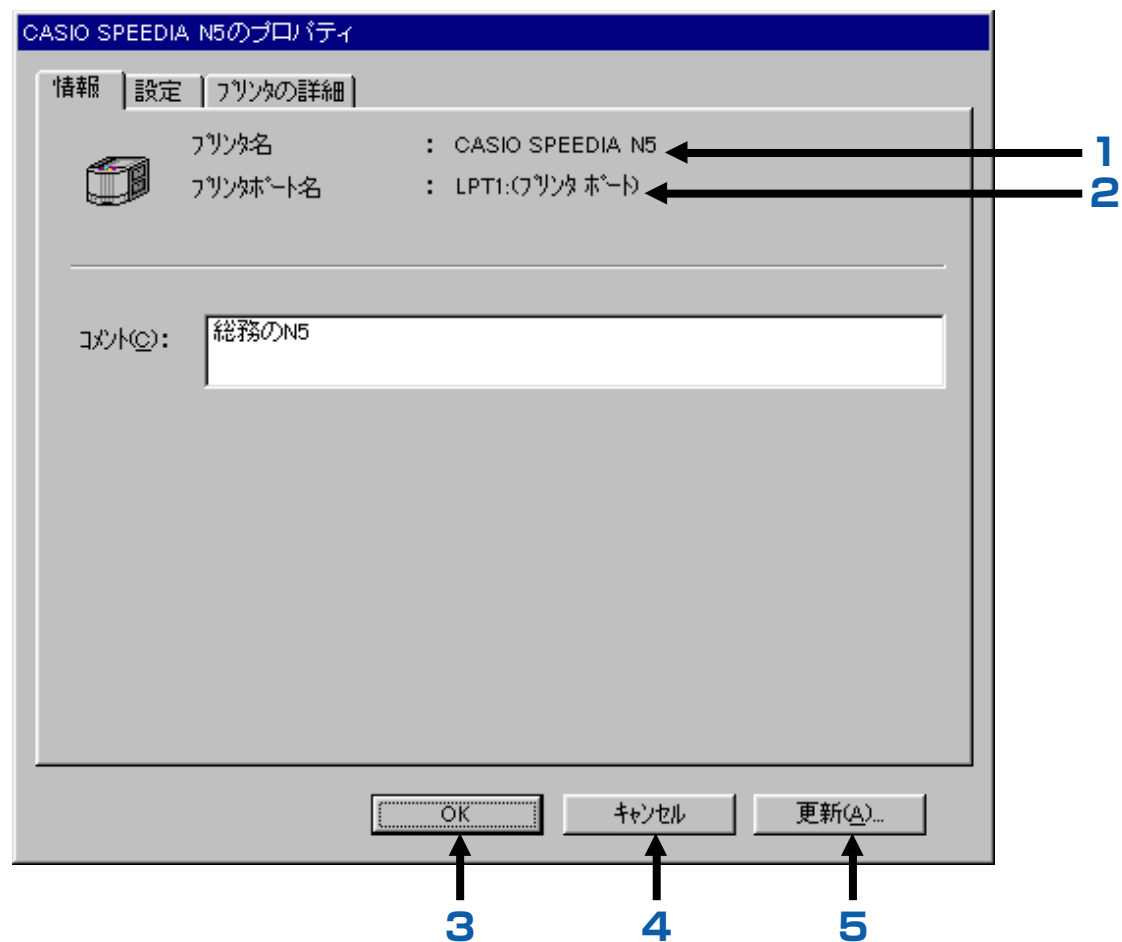 CASIO SPEEDIA N5のプロパティ
情報 設定 プリンタの詳細
プリンタ名 : CASIO SPEEDIA N5 1
プリンタポート名 : LPT1:(プリンタ ポート) 2
コメント(C): 総務のN5
OK キャンセル 更新(A)...
3 4 5